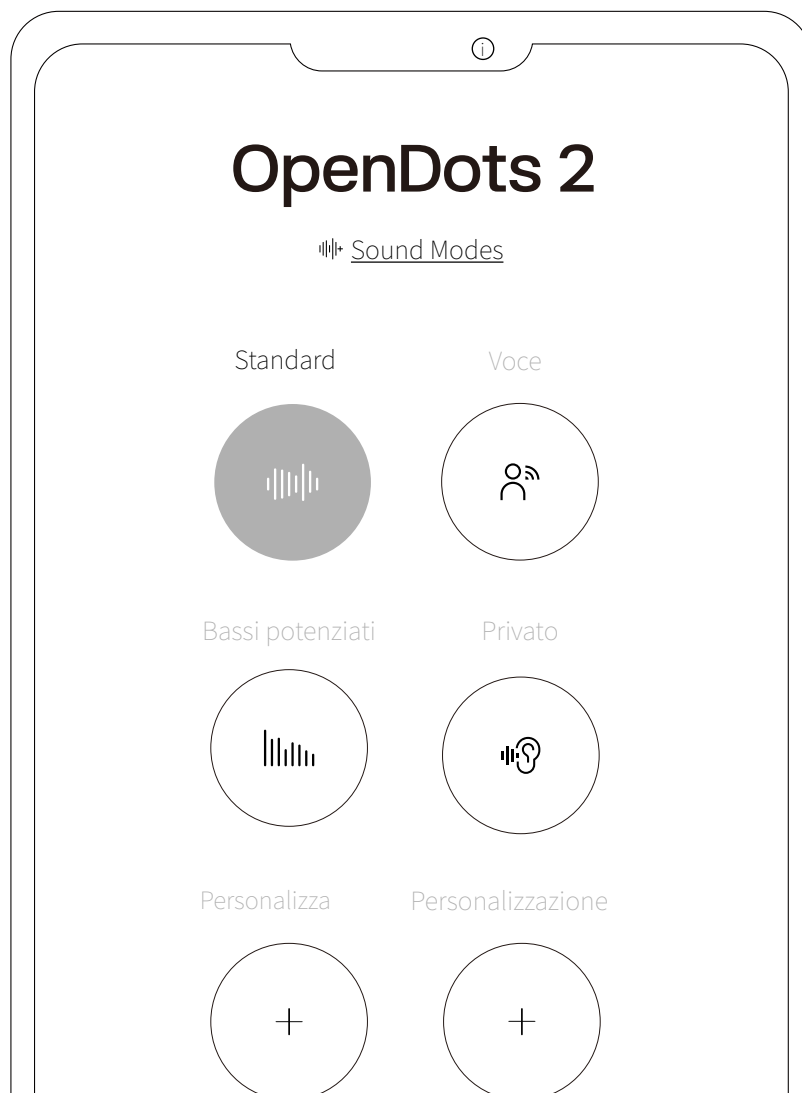 OpenDots 2
Sound Modes
Standard
Voce
Bassi potenziati
Privato
Personalizza
Personalizzazione